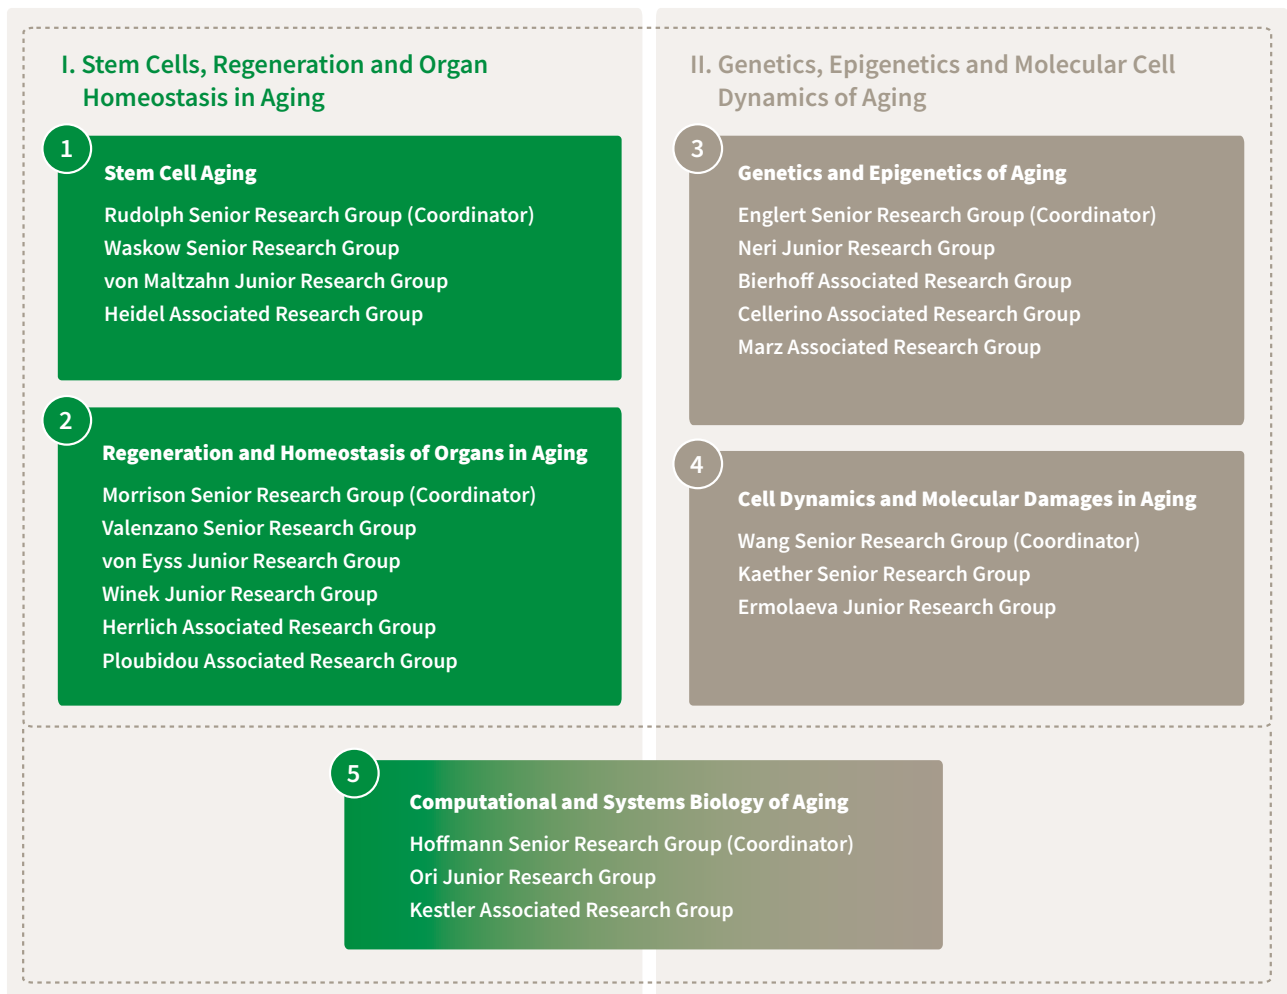 I. Stem Cells, Regeneration and Organ
Homeostasis in Aging
1
Stem Cell Aging
Rudolph Senior Research Group (Coordinator)
Waskow Senior Research Group
von Maltzahn Junior Research Group
Heidel Associated Research Group
2
Regeneration and Homeostasis of Organs in Aging
Morrison Senior Research Group (Coordinator)
Valenzano Senior Research Group
von Eyss Junior Research Group
Winek Junior Research Group
Herrlich Associated Research Group
Ploubidou Associated Research Group
II. Genetics, Epigenetics and Molecular Cell
Dynamics of Aging
3
Genetics and Epigenetics of Aging
Englert Senior Research Group (Coordinator)
Neri Junior Research Group
Bierhoff Associated Research Group
Cellerino Associated Research Group
Marz Associated Research Group
4
Cell Dynamics and Molecular Damages in Aging
Wang Senior Research Group (Coordinator)
Kaether Senior Research Group
Ermolaeva Junior Research Group
5
Computational and Systems Biology of Aging
Hoffmann Senior Research Group (Coordinator)
Ori Junior Research Group
Kestler Associated Research Group